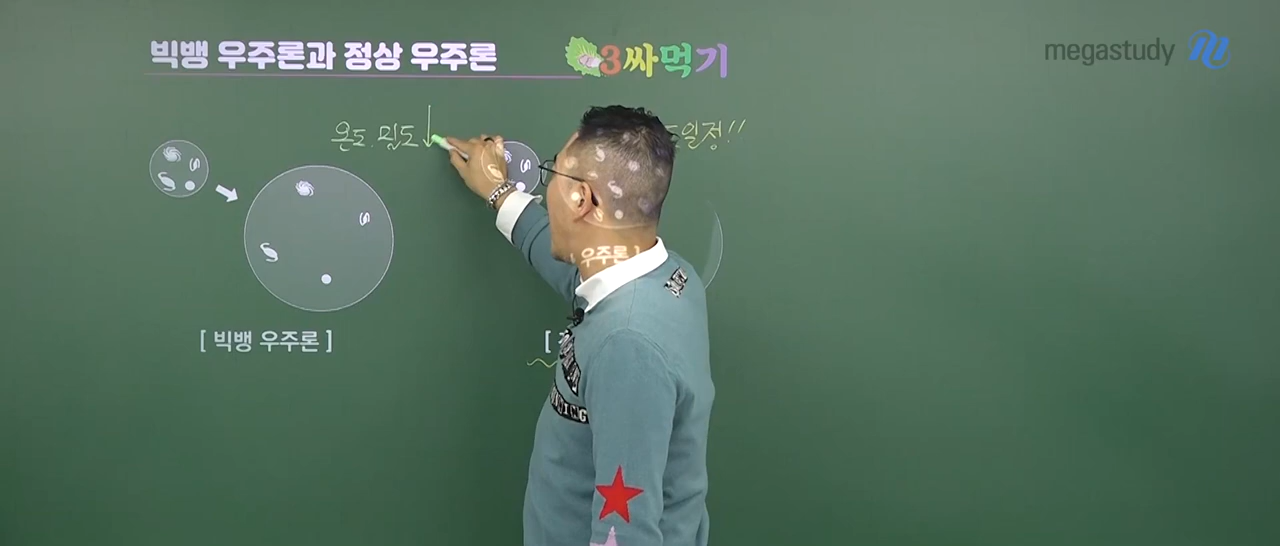 빅뱅 우주론과 정상 우주론
3싸먹기
megastudy
온도.밀도↓
일정!!
[ 빅뱅 우주론 ]
[
우주론 ]